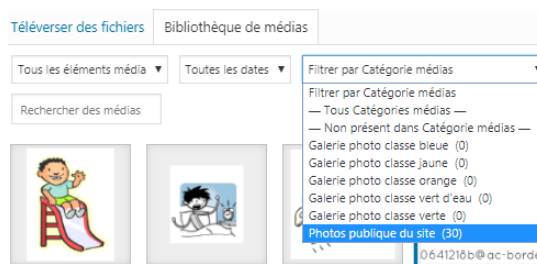 Téléverser des fichiers
Bibliothèque de médias
Tous les éléments média
Toutes les dates
Filtrer par Catégorie médias
Rechercher des médias
Filtrer par Catégorie médias
— Tous Catégories médias —
— Non présent dans Catégorie médias —
Galerie photo classe bleue (0)
Galerie photo classe jaune (0)
Galerie photo classe orange (0)
Galerie photo classe vert d'eau (0)
Galerie photo classe verte (0)
Photos publique du site (30)
0641218b@ac-borde